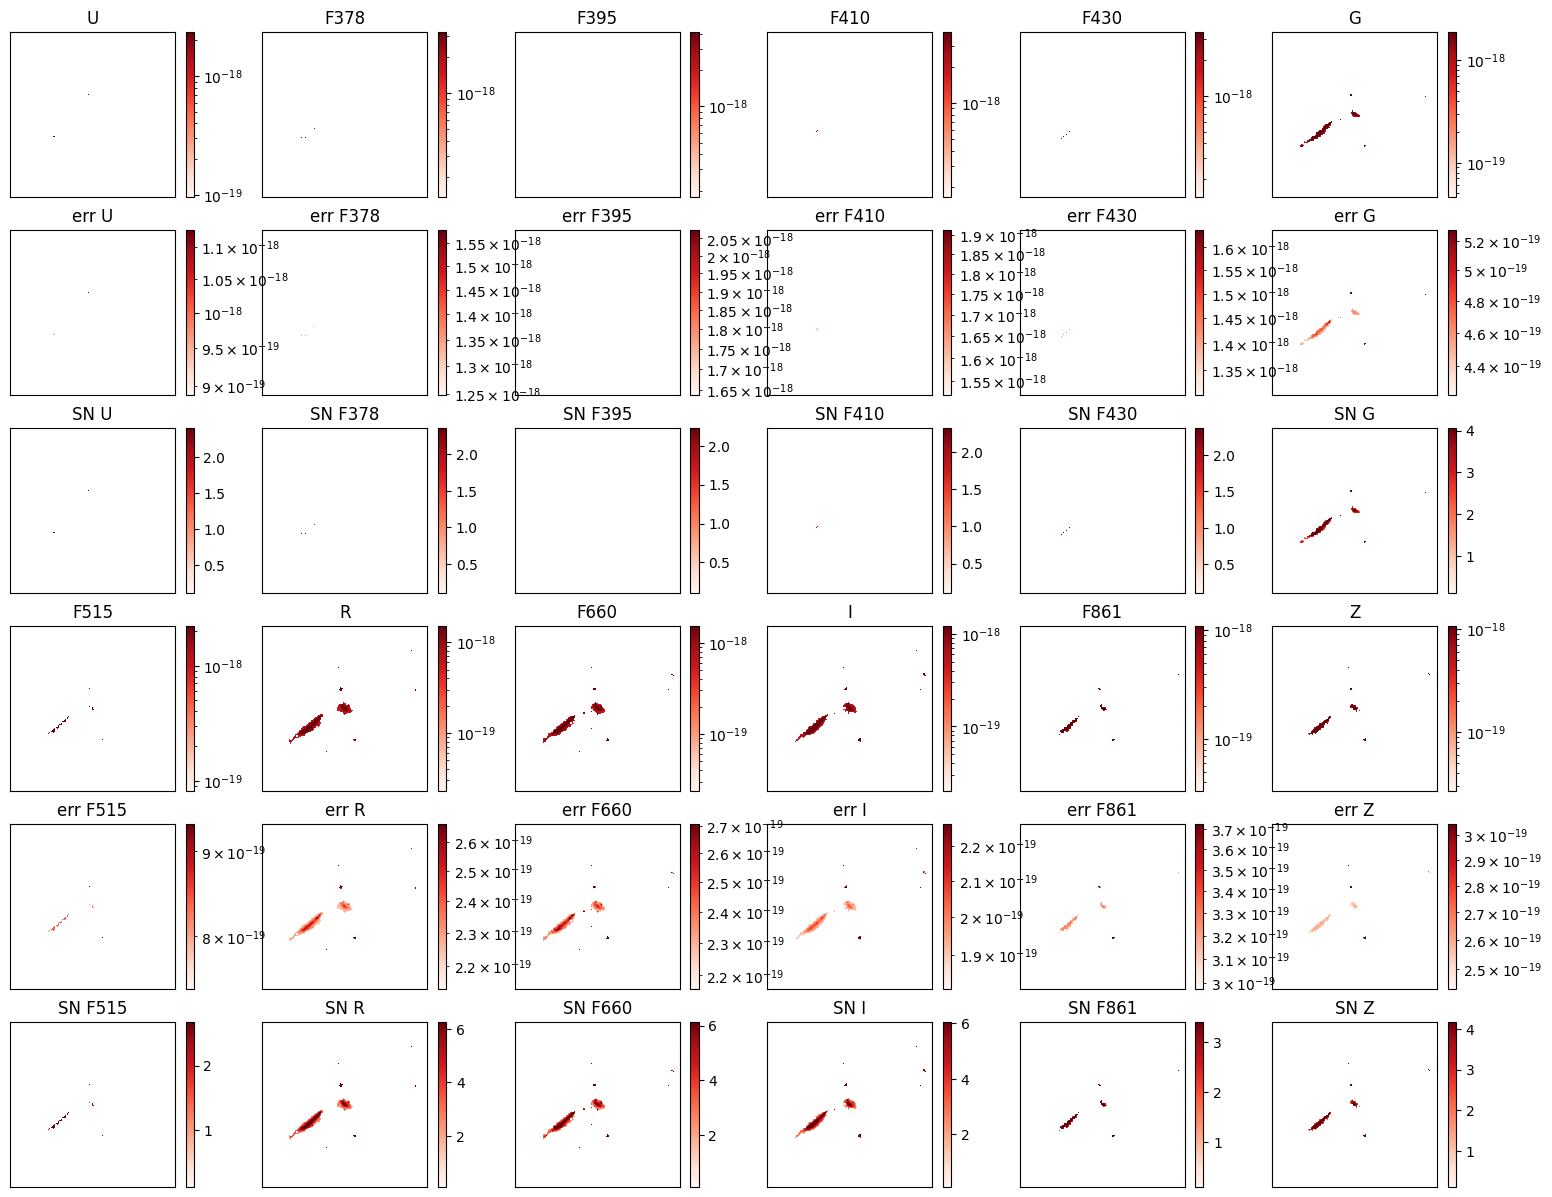 U
10⁻¹⁸
10⁻¹⁹
F378
10⁻¹⁸
F395
10⁻¹⁸
F410
10⁻¹⁸
F430
10⁻¹⁸
G
10⁻¹⁸
10⁻¹⁹
err U
1.1 × 10⁻¹⁸
1.05 × 10⁻¹⁸
10⁻¹⁸
9.5 × 10⁻¹⁹
9 × 10⁻¹⁹
err F378
1.55 × 10⁻¹⁸
1.5 × 10⁻¹⁸
1.45 × 10⁻¹⁸
1.4 × 10⁻¹⁸
1.35 × 10⁻¹⁸
1.3 × 10⁻¹⁸
1.25 × 10⁻¹⁸
err F395
2.05 × 10⁻¹⁸
2 × 10⁻¹⁸
1.95 × 10⁻¹⁸
1.9 × 10⁻¹⁸
1.85 × 10⁻¹⁸
1.8 × 10⁻¹⁸
1.75 × 10⁻¹⁸
1.7 × 10⁻¹⁸
1.65 × 10⁻¹⁸
err F410
1.9 × 10⁻¹⁸
1.85 × 10⁻¹⁸
1.8 × 10⁻¹⁸
1.75 × 10⁻¹⁸
1.7 × 10⁻¹⁸
1.65 × 10⁻¹⁸
1.6 × 10⁻¹⁸
1.55 × 10⁻¹⁸
err F430
1.6 × 10⁻¹⁸
1.55 × 10⁻¹⁸
1.5 × 10⁻¹⁸
1.45 × 10⁻¹⁸
1.4 × 10⁻¹⁸
1.35 × 10⁻¹⁸
err G
5.2 × 10⁻¹⁹
5 × 10⁻¹⁹
4.8 × 10⁻¹⁹
4.6 × 10⁻¹⁹
4.4 × 10⁻¹⁹
SN U
2.0
1.5
1.0
0.5
SN F378
2.0
1.5
1.0
0.5
SN F395
2.0
1.5
1.0
0.5
SN F410
2.0
1.5
1.0
0.5
SN F430
2.0
1.5
1.0
0.5
SN G
4
3
2
1
F515
10⁻¹⁸
10⁻¹⁹
R
10⁻¹⁸
10⁻¹⁹
F660
10⁻¹⁸
10⁻¹⁹
I
10⁻¹⁸
10⁻¹⁹
F861
10⁻¹⁸
10⁻¹⁹
Z
10⁻¹⁸
10⁻¹⁹
err F515
9 × 10⁻¹⁹
8 × 10⁻¹⁹
err R
2.6 × 10⁻¹⁹
2.5 × 10⁻¹⁹
2.4 × 10⁻¹⁹
2.3 × 10⁻¹⁹
2.2 × 10⁻¹⁹
err F660
2.7 × 10⁻¹⁹
2.6 × 10⁻¹⁹
2.5 × 10⁻¹⁹
2.4 × 10⁻¹⁹
2.3 × 10⁻¹⁹
2.2 × 10⁻¹⁹
err I
2.2 × 10⁻¹⁹
2.1 × 10⁻¹⁹
2 × 10⁻¹⁹
1.9 × 10⁻¹⁹
err F861
3.7 × 10⁻¹⁹
3.6 × 10⁻¹⁹
3.5 × 10⁻¹⁹
3.4 × 10⁻¹⁹
3.3 × 10⁻¹⁹
3.2 × 10⁻¹⁹
3.1 × 10⁻¹⁹
3 × 10⁻¹⁹
err Z
3 × 10⁻¹⁹
2.9 × 10⁻¹⁹
2.8 × 10⁻¹⁹
2.7 × 10⁻¹⁹
2.6 × 10⁻¹⁹
2.5 × 10⁻¹⁹
SN F515
2
1
SN R
6
4
2
SN F660
6
4
2
SN I
6
4
2
SN F861
3
2
1
SN Z
4
3
2
1